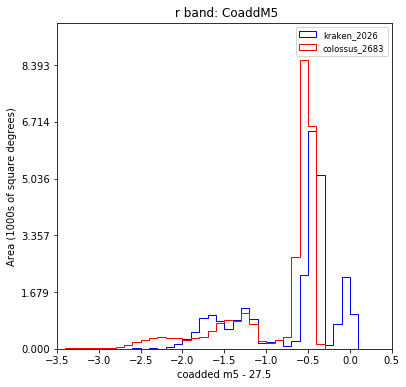 r band: CoaddM5
kraken_2026
colossus_2683
Area (1000s of square degrees)
8.393
6.714
5.036
3.357
1.679
0.000
−3.5 −3.0 −2.5 −2.0 −1.5 −1.0 −0.5 0.0 0.5
coadded m5 - 27.5